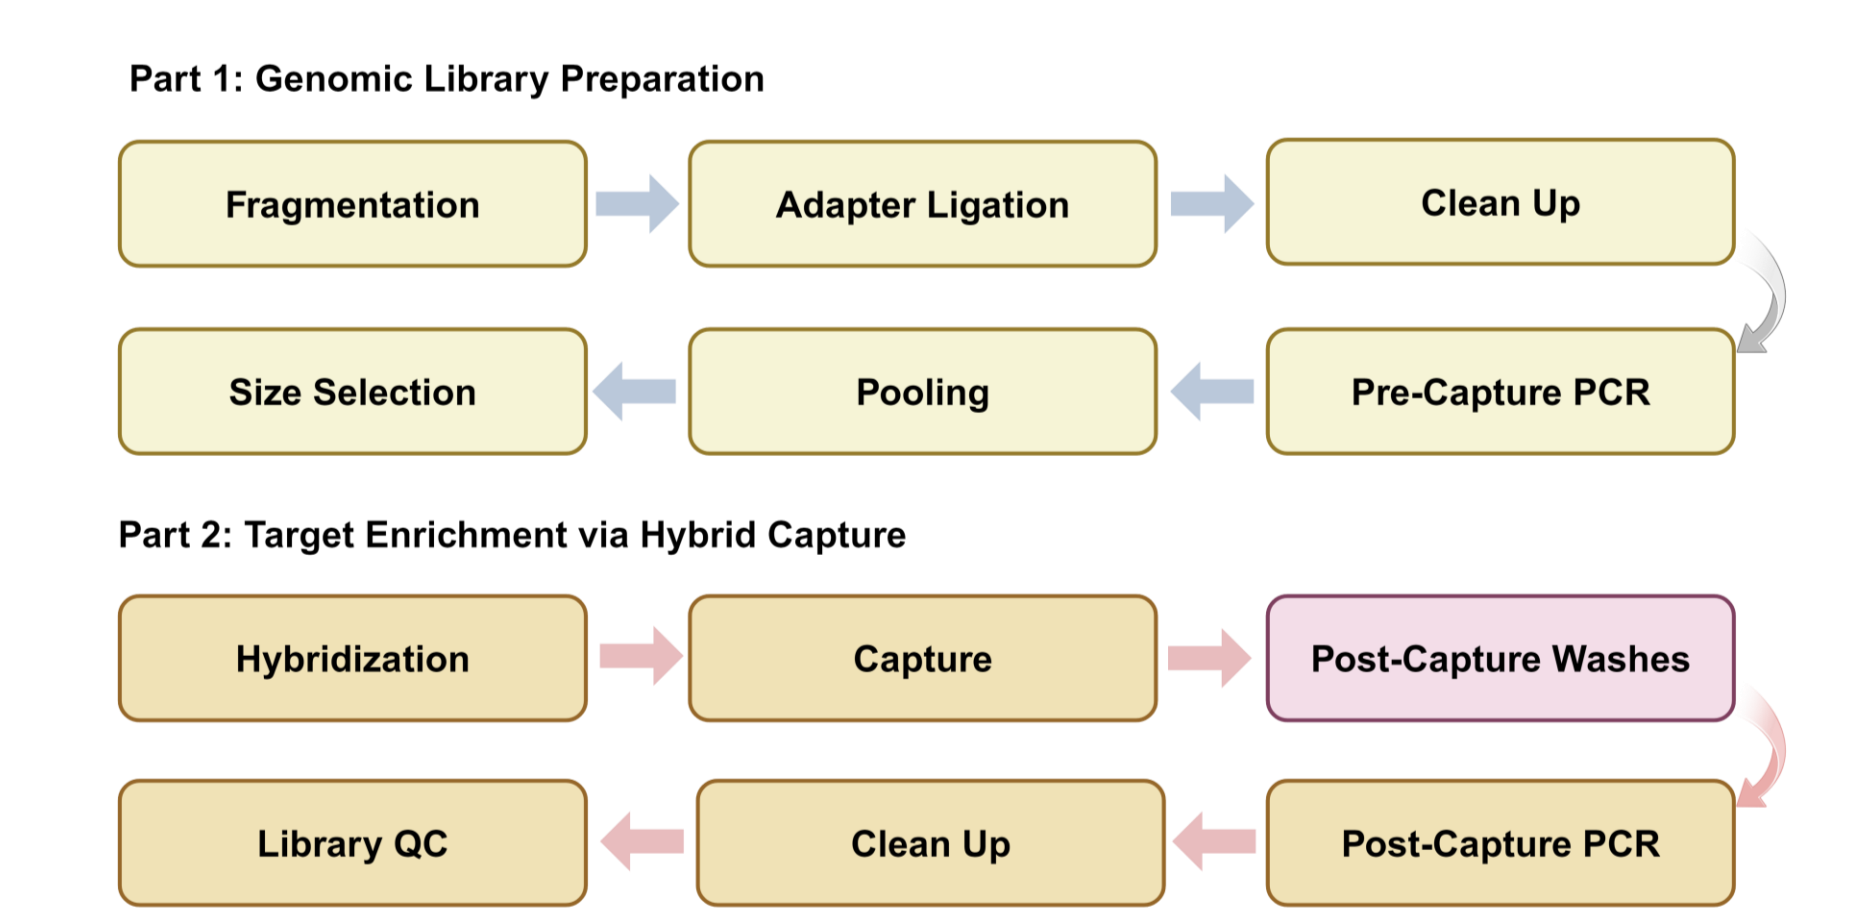 Part 1: Genomic Library Preparation
Fragmentation
Adapter Ligation
Clean Up
Pre-Capture PCR
Pooling
Size Selection
Part 2: Target Enrichment via Hybrid Capture
Hybridization
Capture
Post-Capture Washes
Post-Capture PCR
Clean Up
Library QC